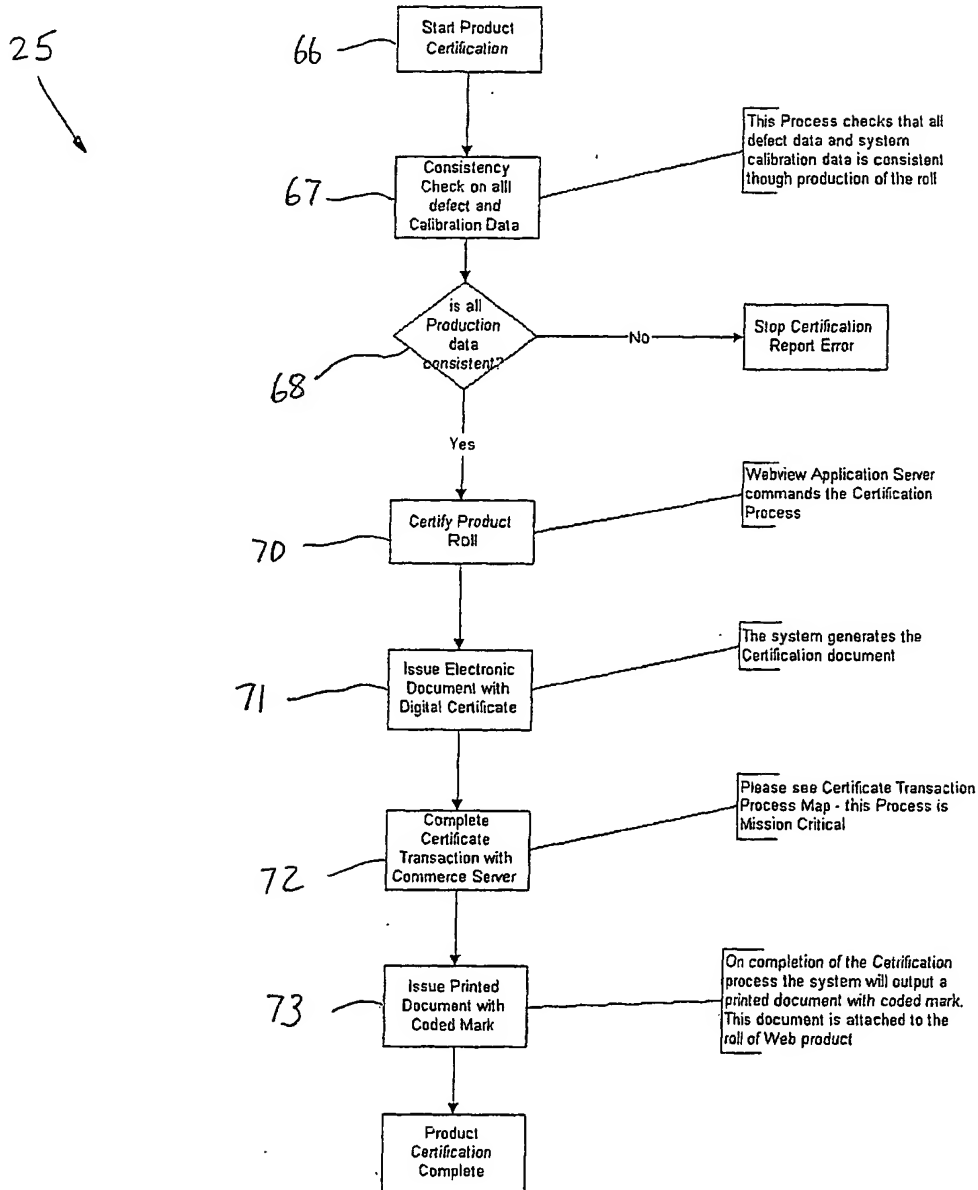 25
66
Start Product
Certification
This Process checks that all
defect data and system
calibration data is consistent
though production of the roll
67
Consistency
Check on alll
defect and
Calibration Data
68
is all
Production
data
consistent?
No
Stop Certification
Report Error
Yes
Webview Application Server
commands the Certification
Process
70
Certify Product
Roll
The system generates the
Certification document
71
Issue Electronic
Document with
Digital Certificate
Please see Certificate Transaction
Process Map - this Process is
Mission Critical
72
Complete
Certificate
Transaction with
Commerce Server
On completion of the Cetrification
process the system will output a
printed document with coded mark.
This document is attached to the
roll of Web product
73
Issue Printed
Document with
Coded Mark
Product
Certification
Complete